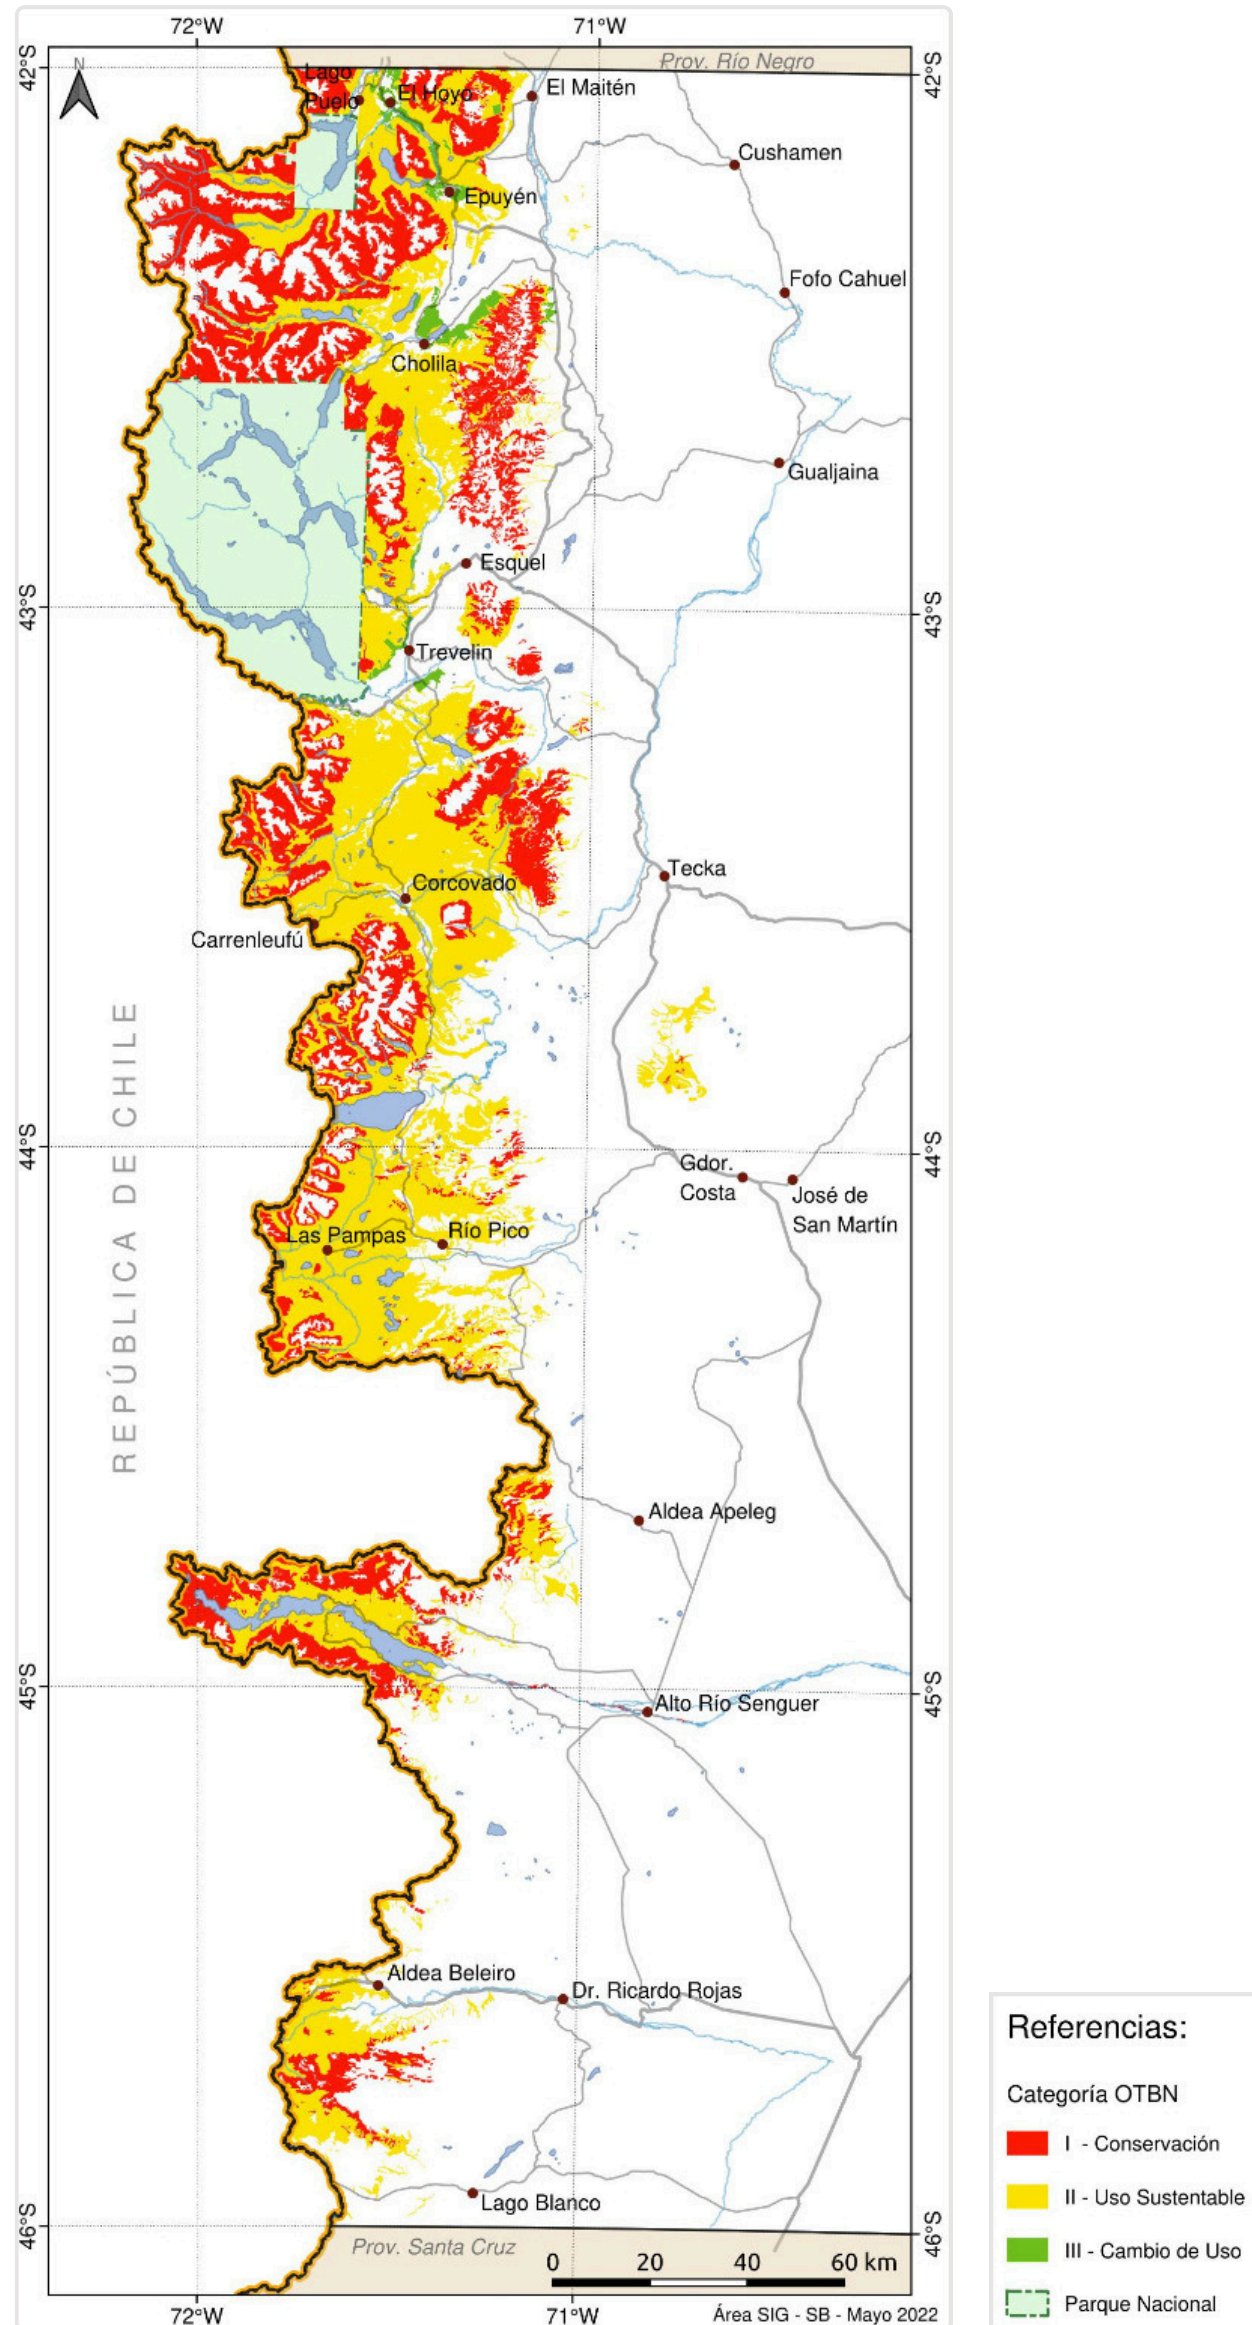 72°W
71°W
42°S
N
Prov. Río Negro
42°S
Lago
Puelo
El Hoyo
El Maitén
Cushamen
Epuyén
Fofo Cahuel
Cholila
Gualjaina
Esquel
43°S
43°S
Trevelin
Tecka
Corcovado
Carrenleufú
REPÚBLICA DE CHILE
44°S
44°S
Gdor.
Costa
José de
San Martín
Las Pampas
Río Pico
Aldea Apeleg
45°S
45°S
Alto Río Senguer
Aldea Beleiro
Dr. Ricardo Rojas
Lago Blanco
46°S
46°S
Prov. Santa Cruz
0 20 40 60 km
72°W
71°W
Área SIG - SB - Mayo 2022
Referencias:
Categoría OTBN
I - Conservación
II - Uso Sustentable
III - Cambio de Uso
Parque Nacional